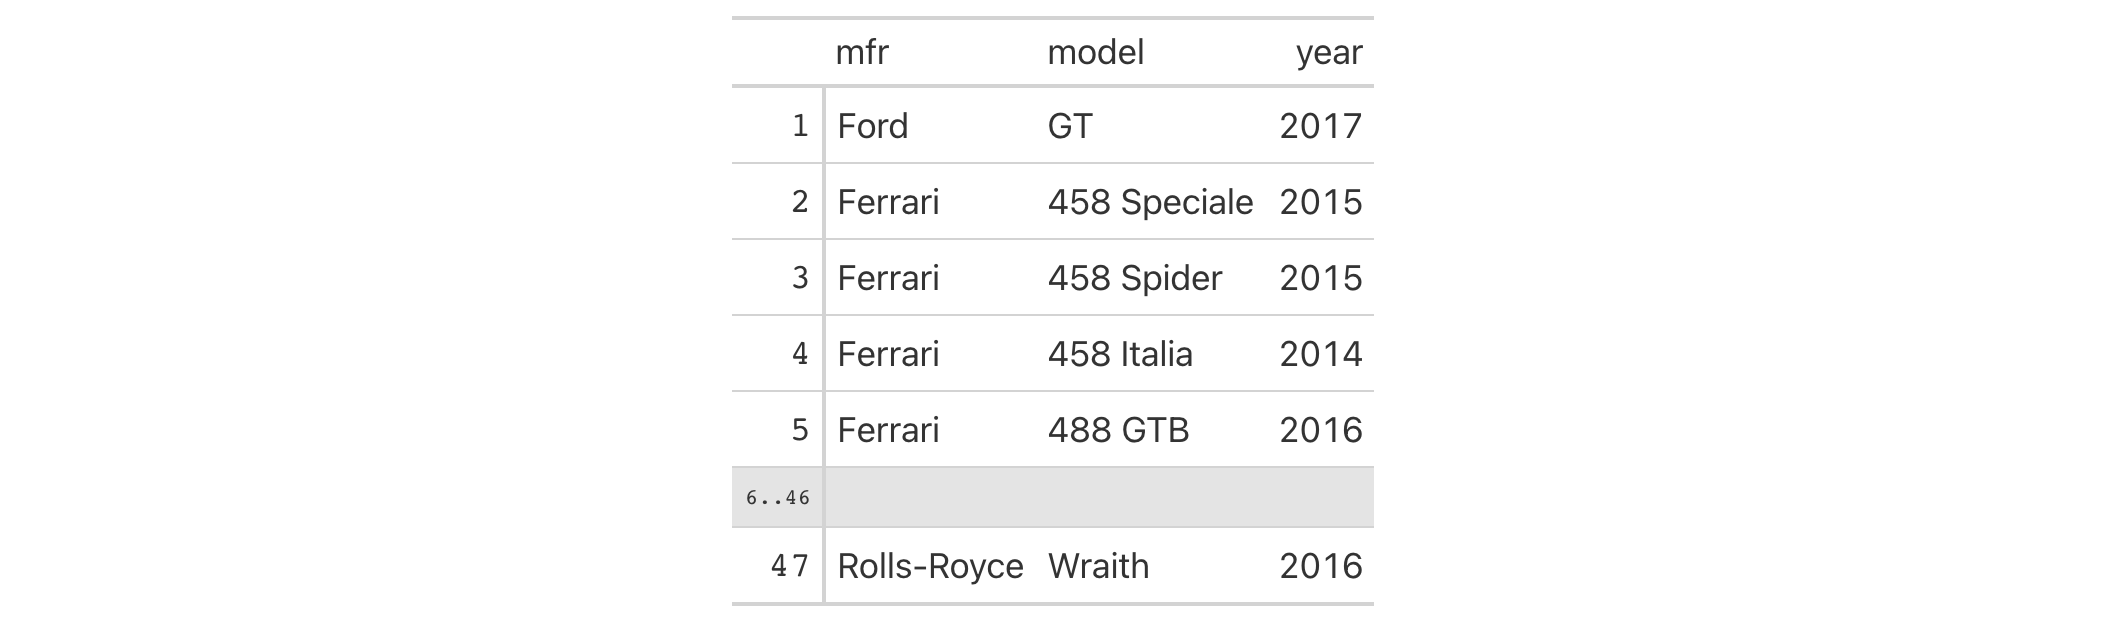 mfr model year
1 Ford GT 2017
2 Ferrari 458 Speciale 2015
3 Ferrari 458 Spider 2015
4 Ferrari 458 Italia 2014
5 Ferrari 488 GTB 2016
6..46
47 Rolls-Royce Wraith 2016